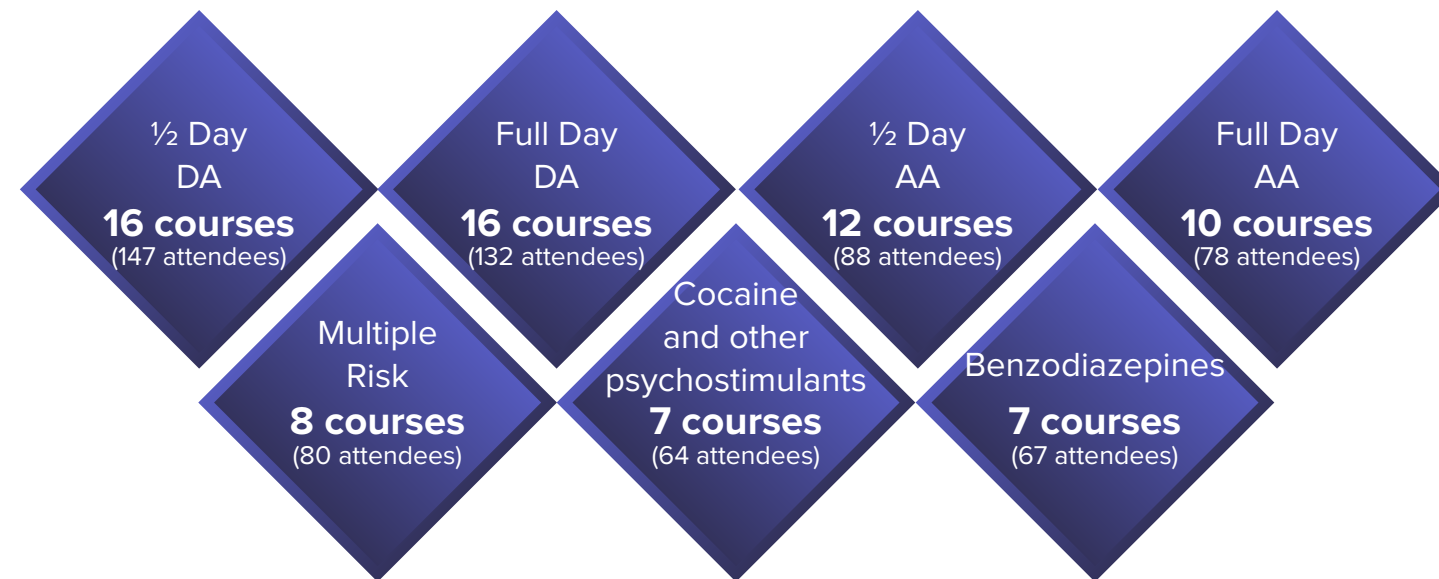 ½ Day
DA
16 courses
(147 attendees)
Full Day
DA
16 courses
(132 attendees)
½ Day
AA
12 courses
(88 attendees)
Full Day
AA
10 courses
(78 attendees)
Multiple
Risk
8 courses
(80 attendees)
Cocaine
and other
psychostimulants
7 courses
(64 attendees)
Benzodiazepines
7 courses
(67 attendees)